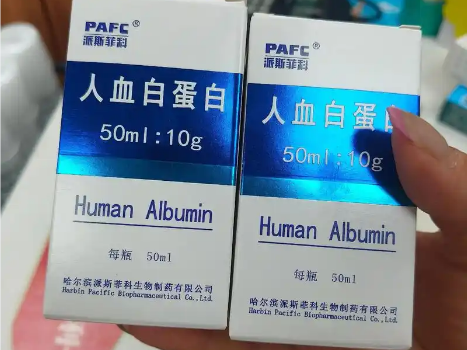 PAFC®
派斯菲科
人血白蛋白
50ml:10g
Human Albumin
每瓶 50ml
哈尔滨派斯菲科生物制药有限公司
Harbin Pacific Biopharmaceutical Co.,Ltd.
PAFC®
派斯菲科
人血白蛋白
50ml:10g
Human Albumin
每瓶 50ml
哈尔滨派斯菲科生物制药有限公司
Harbin Pacific Biopharmaceutical Co.,Ltd.